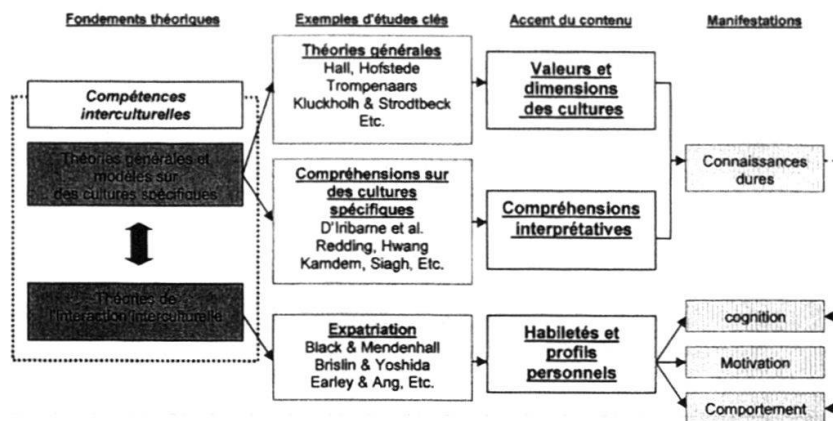 Fondements théoriques
Exemples d'études clés
Accent du contenu
Manifestations
Compétences
interculturelles
Théories générales et
modèles sur
des cultures spécifiques
Théories de
l'interaction interculturelle
Théories générales
Hall, Hofstede
Trompenaars
Kluckholh & Strodtbeck
Etc.
Compréhensions sur
des cultures
spécifiques
D'Iribarne et al.
Redding, Hwang
Kamdem, Siagh, Etc.
Expatriation
Black & Mendenhall
Brislin & Yoshida
Earley & Ang, Etc.
Valeurs et
dimensions
des cultures
Compréhensions
interprétatives
Habiletés et
profils
personnels
Connaissances
dures
cognition
Motivation
Comportement